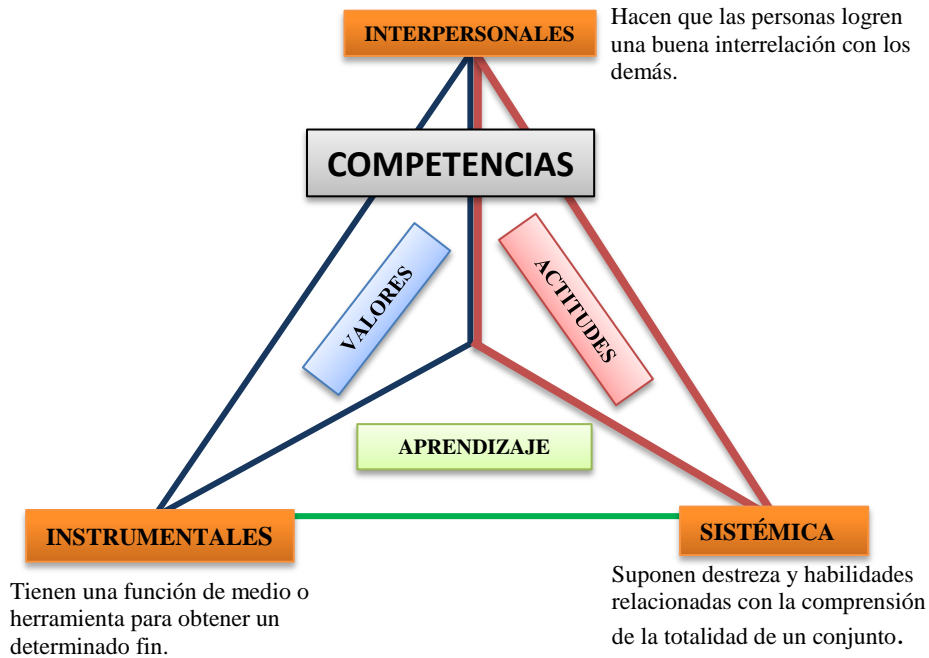 INTERPERSONALES
Hacen que las personas logren
una buena interrelación con los
demás.
COMPETENCIAS
VALORES
ACTITUDES
APRENDIZAJE
INSTRUMENTALES
Tienen una función de medio o
herramienta para obtener un
determinado fin.
SISTÉMICA
Suponen destreza y habilidades
relacionadas con la comprensión
de la totalidad de un conjunto.